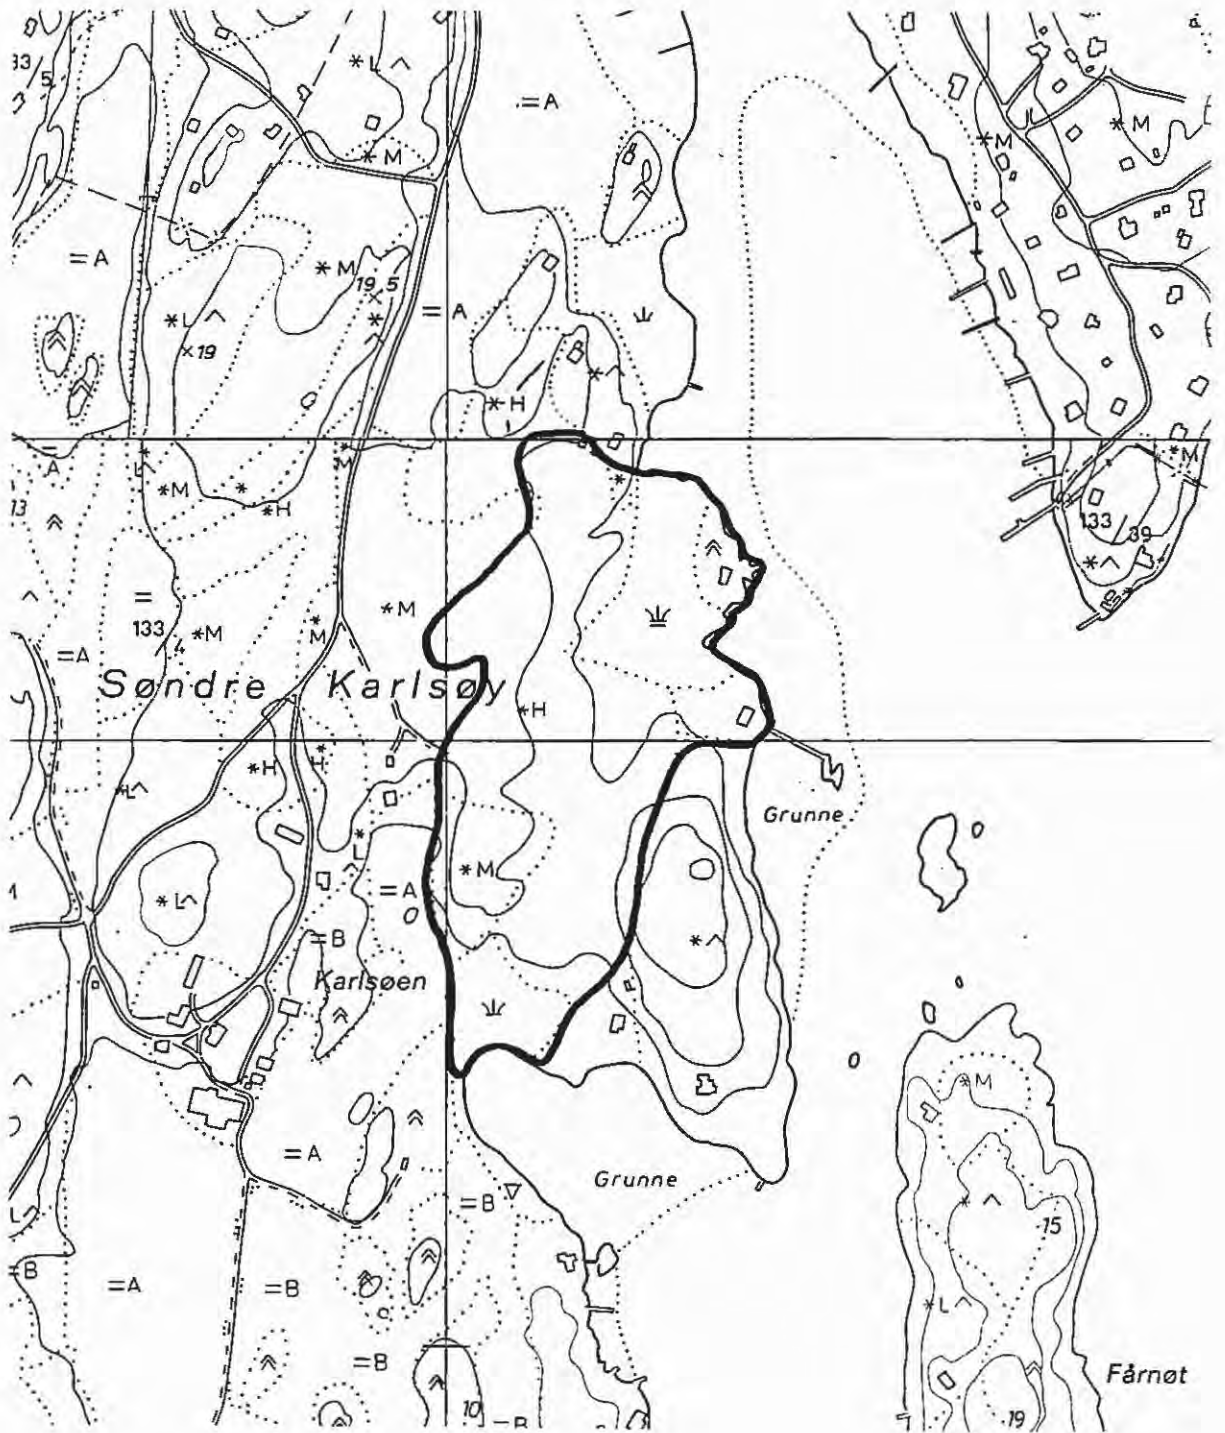 *L
=A
*M
*M
*M
=A
*M
19 5
*L
=A
*
×19
*
*H
A
*M
*M
*
*H
133
39
*
*M
*M
133
4
*M
=A
Søndre Karlsøy
*H
*H
*H
*L
Grunne
*L
*M
=A
*L
=B
*
Karlsøen
*M
=A
Grunne
=B
*
15
=B
=A
=B
*L
=B
Fårnøt
10
=B
19